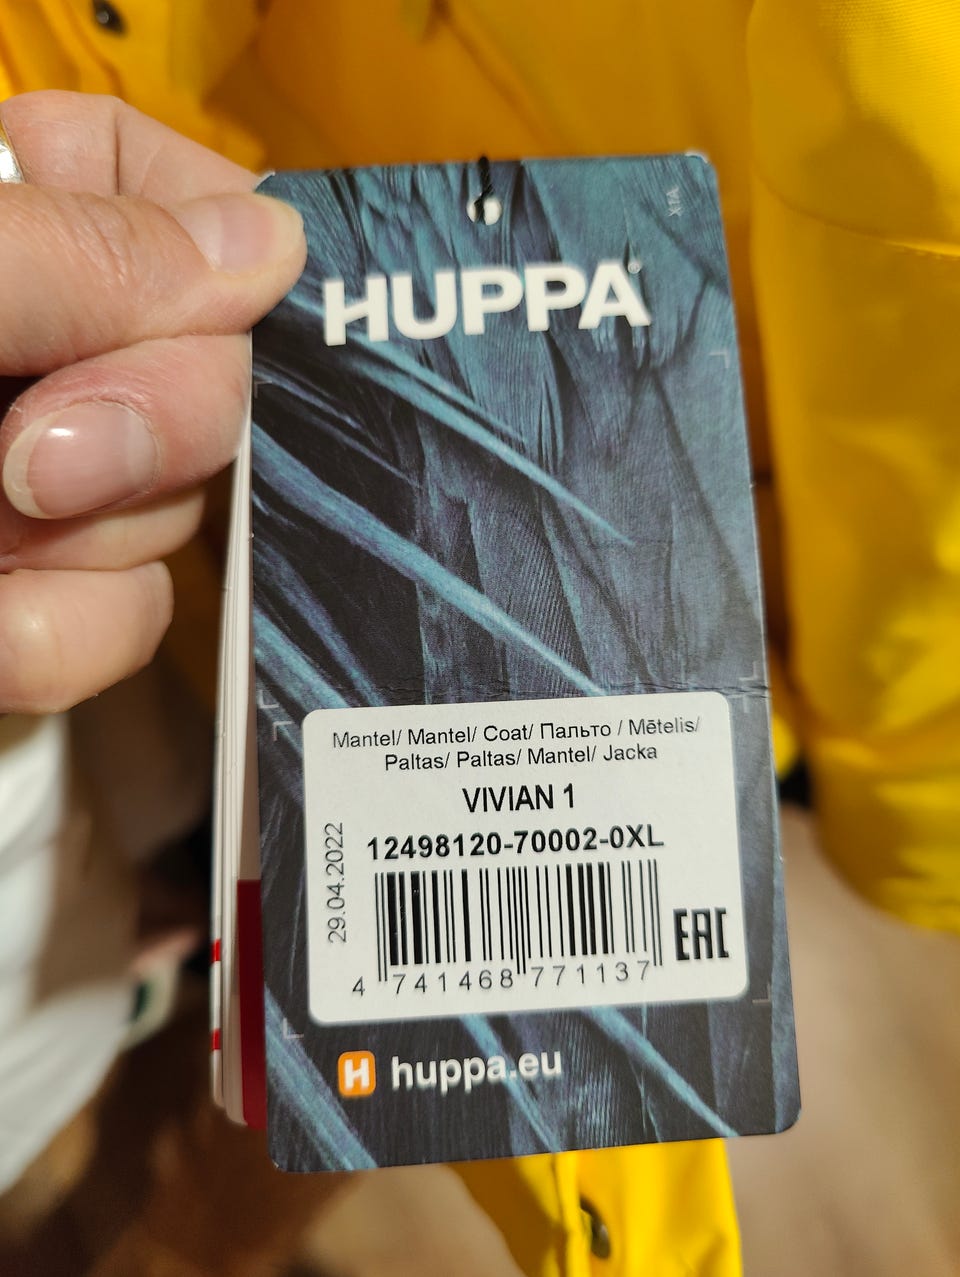 XTA
HUPPA
Mantel/ Mantel/ Coat/ Пальто / Mētelis/
Paltas/ Paltas/ Mantel/ Jacka
VIVIAN 1
12498120-70002-0XL
29.04.2022
EAC
4 741468 771137
H huppa.eu